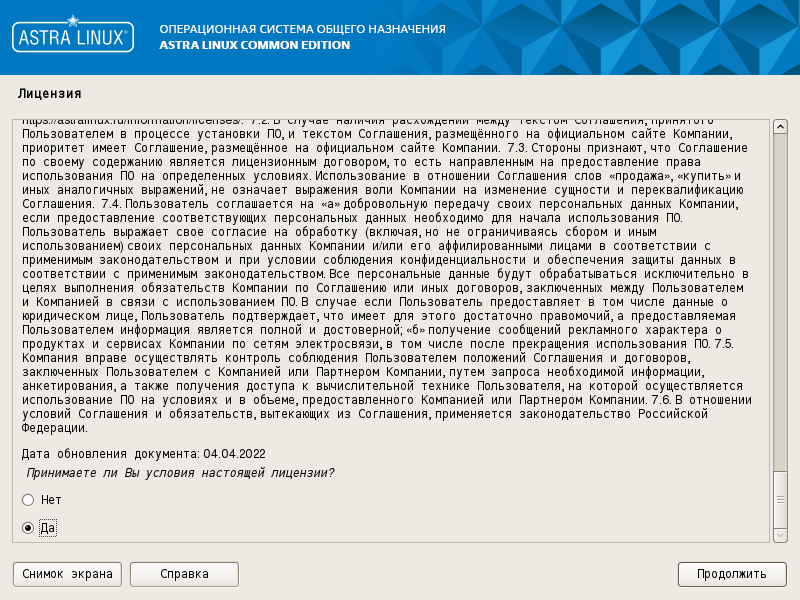 ASTRA LINUX®
ОПЕРАЦИОННАЯ СИСТЕМА ОБЩЕГО НАЗНАЧЕНИЯ
ASTRA LINUX COMMON EDITION
Лицензия
https://astralinux.ru/information/licenses/. 7.2. В случае наличия расхождений между текстом Соглашения, принятого
Пользователем в процессе установки ПО, и текстом Соглашения, размещённого на официальном сайте Компании,
приоритет имеет Соглашение, размещённое на официальном сайте Компании. 7.3. Стороны признают, что Соглашение
по своему содержанию является лицензионным договором, то есть направленным на предоставление права
использования ПО на определенных условиях. Использование в отношении Соглашения слов «продажа», «купить» и
иных аналогичных выражений, не означает выражения воли Компании на изменение сущности и переквалификацию
Соглашения. 7.4. Пользователь соглашается на «а» добровольную передачу своих персональных данных Компании,
если предоставление соответствующих персональных данных необходимо для начала использования ПО.
Пользователь выражает свое согласие на обработку (включая, но не ограничиваясь сбором и иным
использованием) своих персональных данных Компании и/или его аффилированными лицами в соответствии с
применимым законодательством и при условии соблюдения конфиденциальности и обеспечения защиты данных в
соответствии с применимым законодательством. Все персональные данные будут обрабатываться исключительно в
целях выполнения обязательств Компании по Соглашению или иных договоров, заключенных между Пользователем
и Компанией в связи с использованием ПО. В случае если Пользователь предоставляет в том числе данные о
юридическом лице, Пользователь подтверждает, что имеет для этого достаточно правомочий, а предоставляемая
Пользователем информация является полной и достоверной; «б» получение сообщений рекламного характера о
продуктах и сервисах Компании по сетям электросвязи, в том числе после прекращения использования ПО. 7.5.
Компания вправе осуществлять контроль соблюдения Пользователем положений Соглашения и договоров,
заключенных Пользователем с Компанией или Партнером Компании, путем запроса необходимой информации,
анкетирования, а также получения доступа к вычислительной технике Пользователя, на которой осуществляется
использование ПО на условиях и в объеме, предоставленного Компанией или Партнером Компании. 7.6. В отношении
условий Соглашения и обязательств, вытекающих из Соглашения, применяется законодательство Российской
Федерации.
Дата обновления документа: 04.04.2022
Принимаете ли Вы условия настоящей лицензии?
Нет
Да
Снимок экрана
Справка
Продолжить